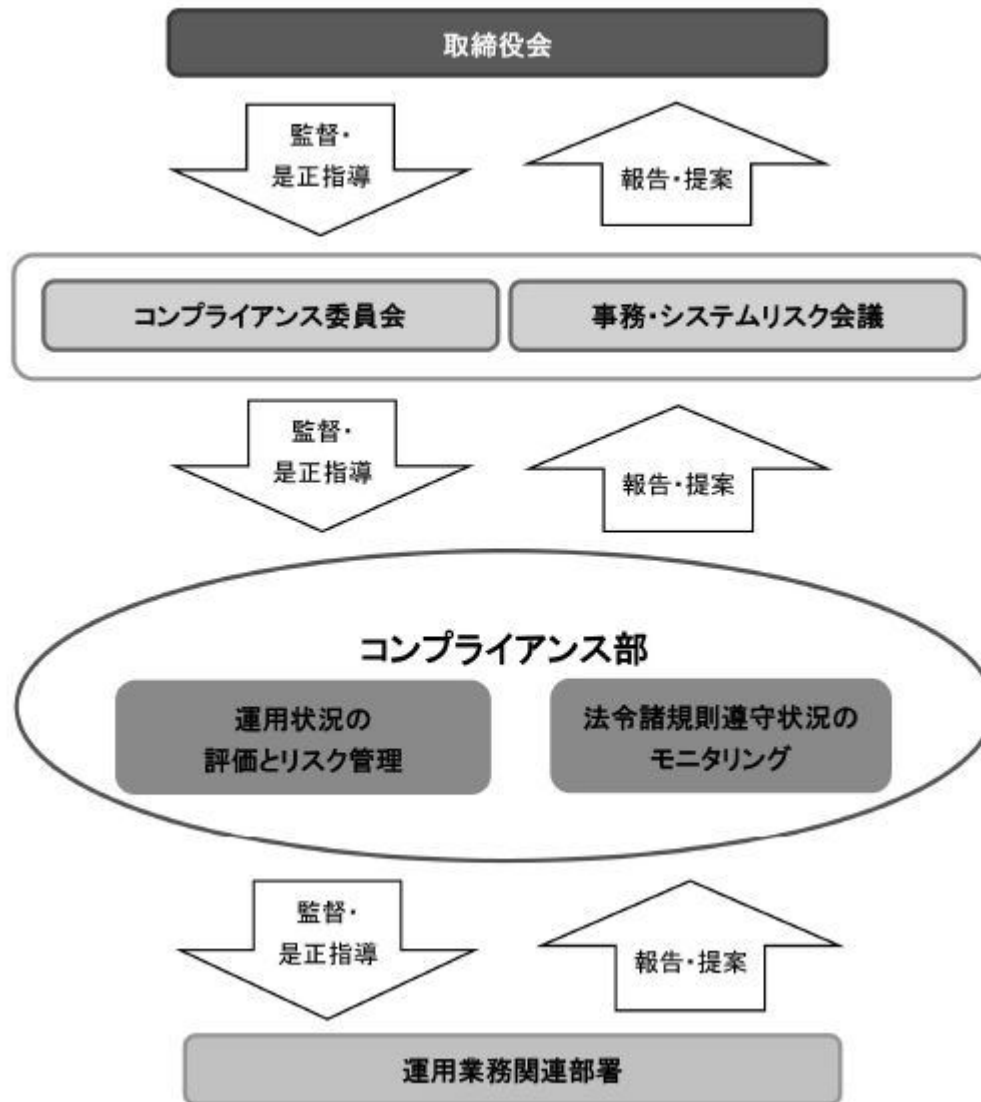 取締役会
監督・
是正指導
報告・提案
コンプライアンス委員会
事務・システムリスク会議
監督・
是正指導
報告・提案
コンプライアンス部
運用状況の
評価とリスク管理
法令諸規則遵守状況の
モニタリング
監督・
是正指導
報告・提案
運用業務関連部署